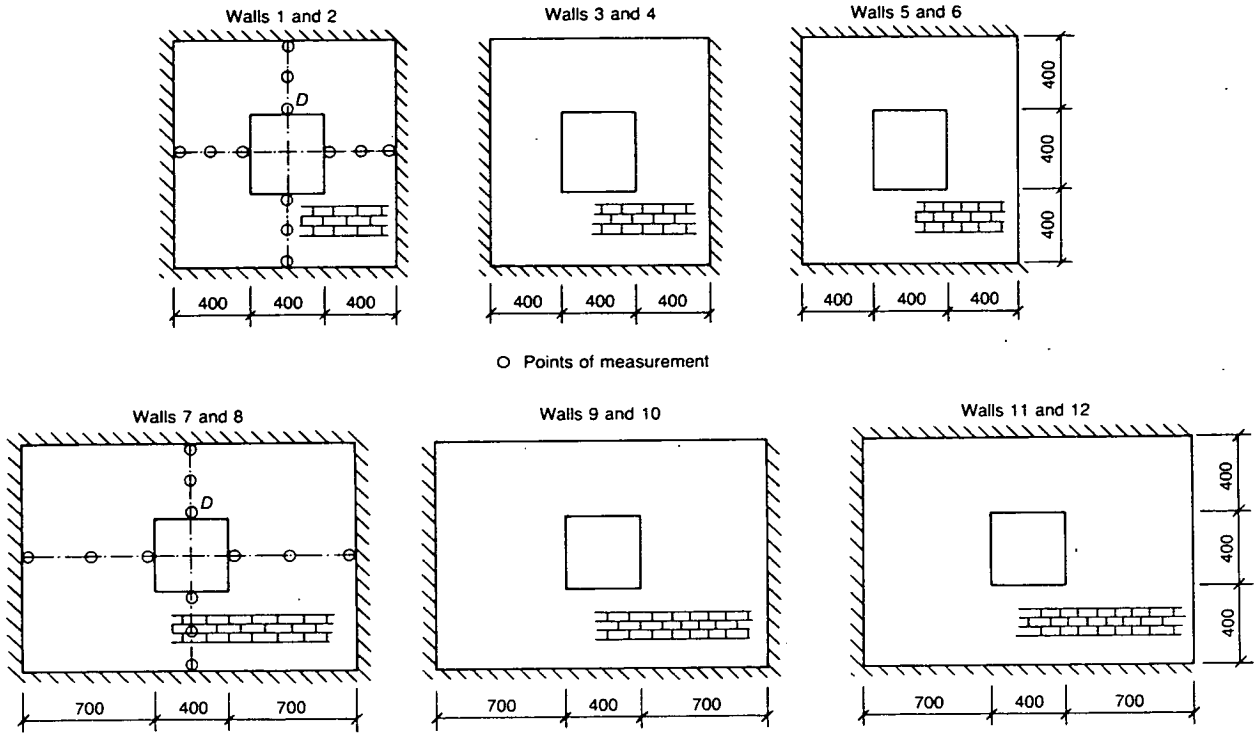 Walls 1 and 2
Walls 3 and 4
Walls 5 and 6
D
400
400
400
400 400 400
400 400 400
400 400 400
O Points of measurement
Walls 7 and 8
Walls 9 and 10
Walls 11 and 12
D
400
400
400
700 400 700
700 400 700
700 400 700